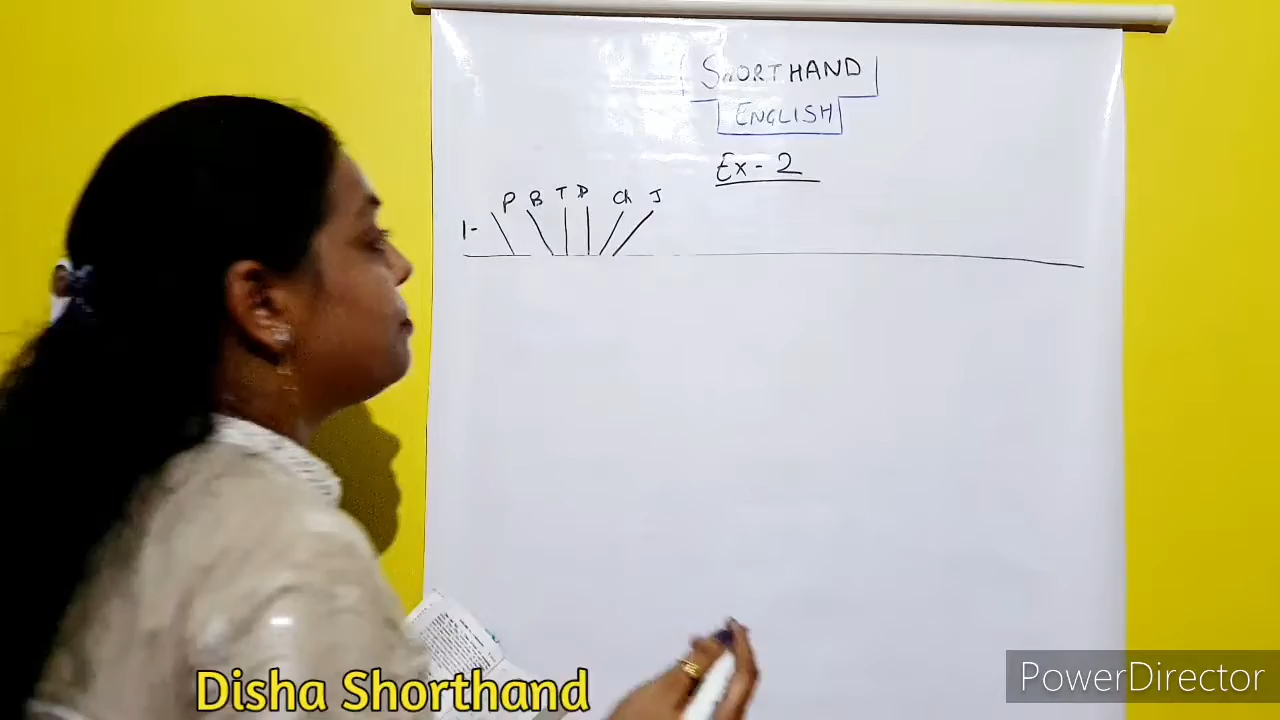 SHORTHAND
ENGLISH
Ex - 2
P B T D Ch J
1-
Disha Shorthand
PowerDirector